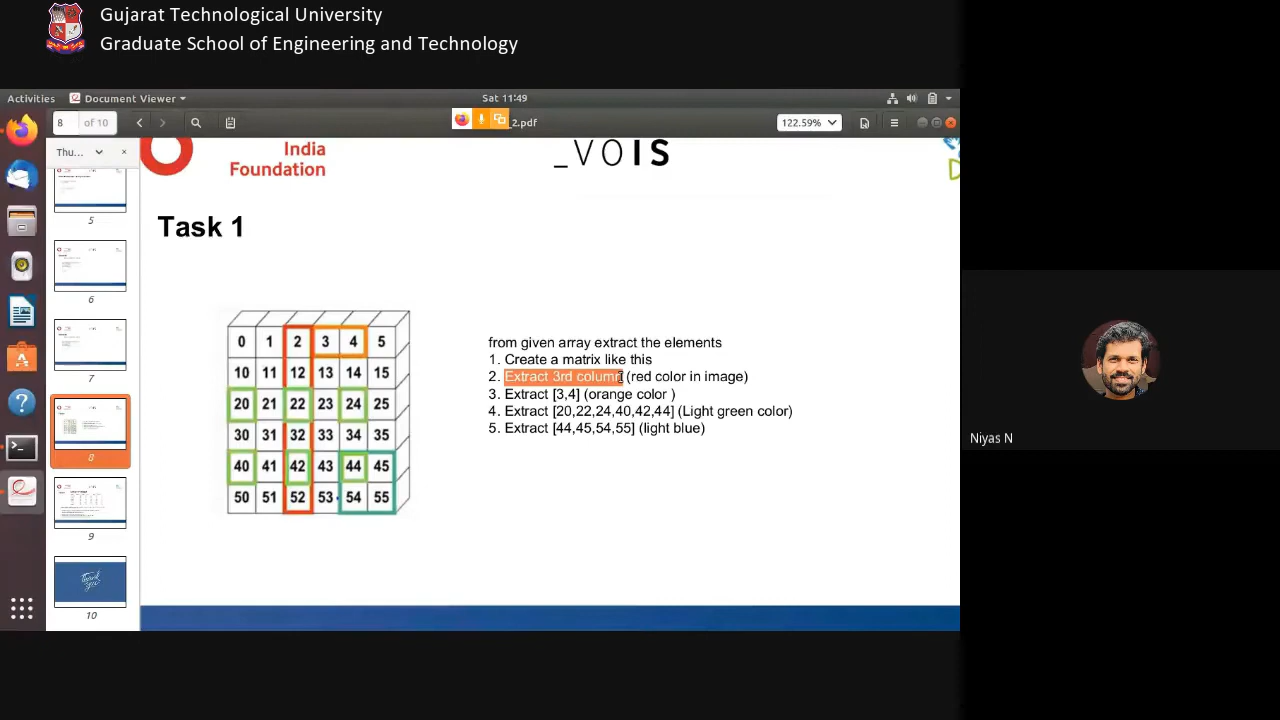 Gujarat Technological University
Graduate School of Engineering and Technology
Activities
Document Viewer
Sat 11:49
8 of 10
_2.pdf
122.59%
Thu...
India
Foundation
_VOIS
Task 1
0 1 2 3 4 5
10 11 12 13 14 15
20 21 22 23 24 25
30 31 32 33 34 35
40 41 42 43 44 45
50 51 52 53 54 55
from given array extract the elements
1. Create a matrix like this
2. Extract 3rd column (red color in image)
3. Extract [3,4] (orange color )
4. Extract [20,22,24,40,42,44] (Light green color)
5. Extract [44,45,54,55] (light blue)
5
6
7
8
9
thank you
10
Niyas N